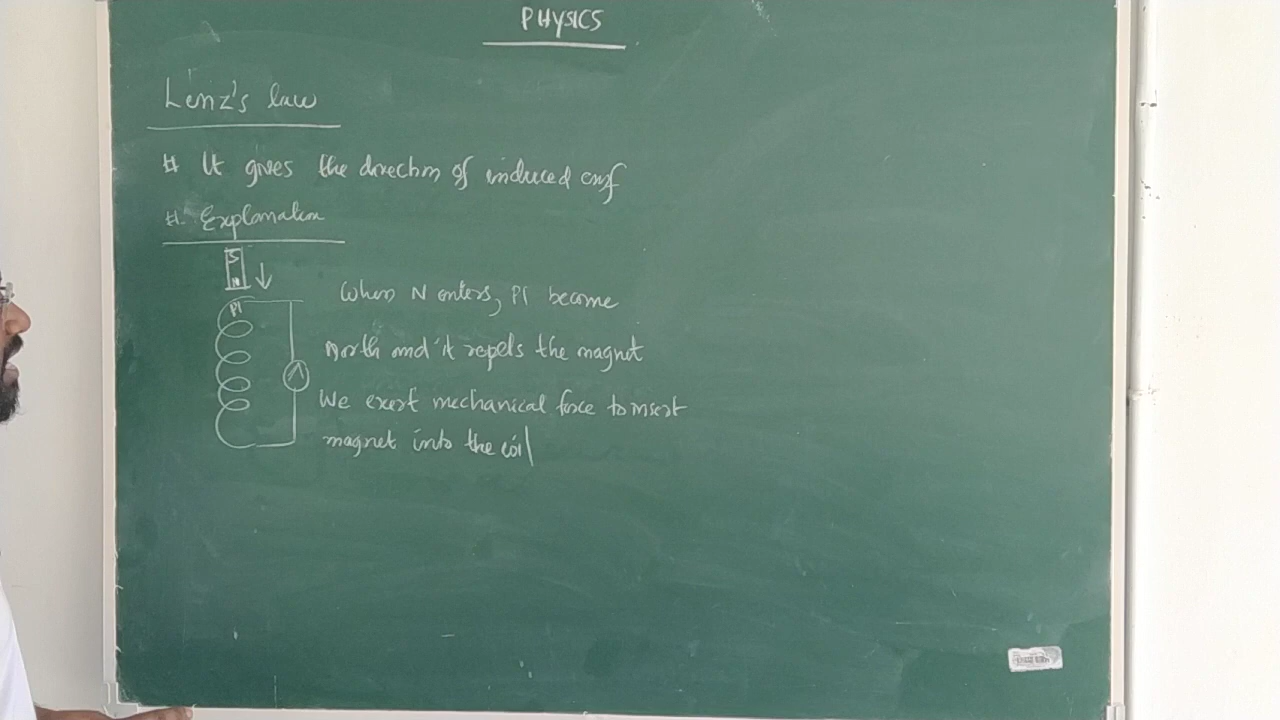 PHYSICS
Lenz's law
# It gives the direction of induced emf
#. Explanation
S
N
P1
A
When N enters, P1 become
north and it repels the magnet
We exert mechanical force to insert
magnet into the coil